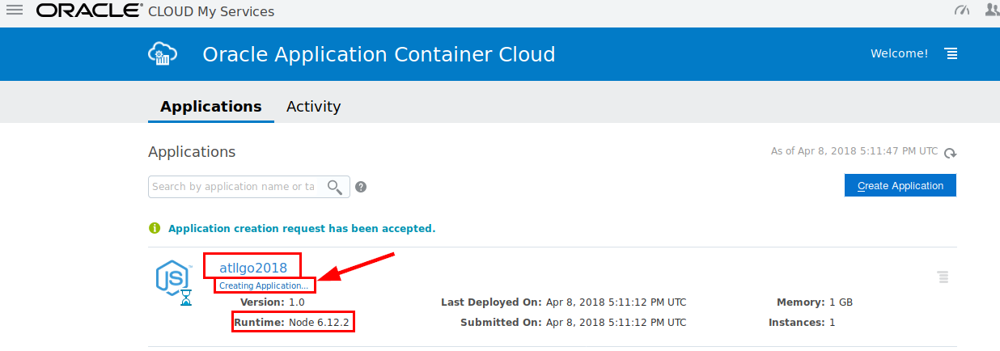 ORACLE® CLOUD My Services
Oracle Application Container Cloud
Welcome!
Applications Activity
Applications
As of Apr 8, 2018 5:11:47 PM UTC
Search by application name or ta
?
Create Application
i Application creation request has been accepted.
JS™
atllgo2018
Creating Application...
Version: 1.0 Last Deployed On: Apr 8, 2018 5:11:12 PM UTC Memory: 1 GB
Runtime: Node 6.12.2 Submitted On: Apr 8, 2018 5:11:12 PM UTC Instances: 1